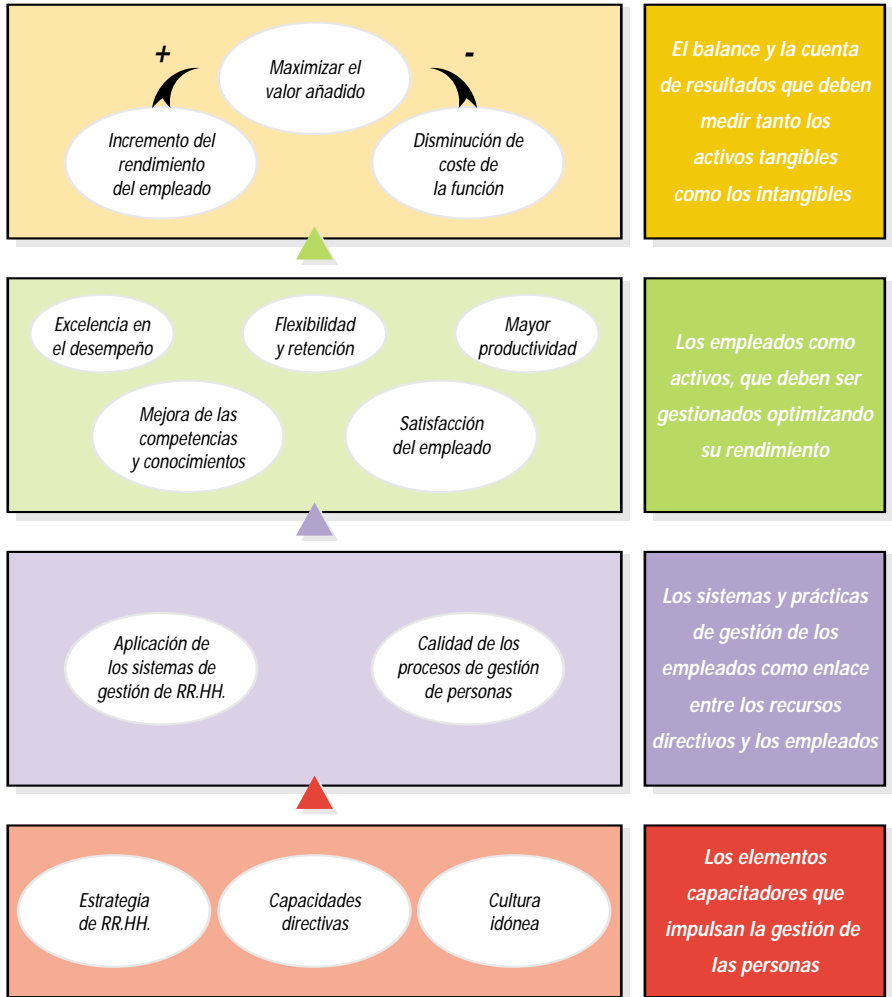 +
-
Maximizar el
valor añadido
Incremento del
rendimiento
del empleado
Disminución de
coste de
la función
El balance y la cuenta
de resultados que deben
medir tanto los
activos tangibles
como los intangibles
Excelencia en
el desempeño
Flexibilidad
y retención
Mayor
productividad
Mejora de las
competencias
y conocimientos
Satisfacción
del empleado
Los empleados como
activos, que deben ser
gestionados optimizando
su rendimiento
Aplicación de
los sistemas de
gestión de RR.HH.
Calidad de los
procesos de gestión
de personas
Los sistemas y prácticas
de gestión de los
empleados como enlace
entre los recursos
directivos y los empleados
Estrategia
de RR.HH.
Capacidades
directivas
Cultura
idónea
Los elementos
capacitadores que
impulsan la gestión de
las personas